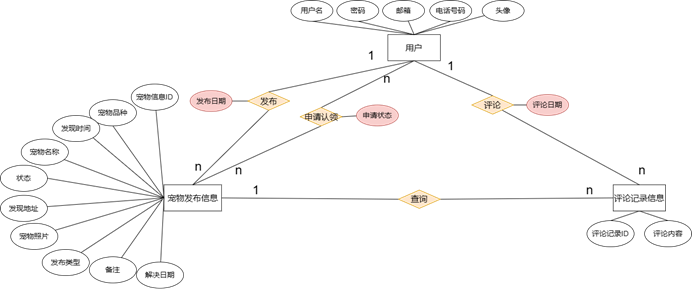 用户名
密码
邮箱
电话号码
头像
用户
1
n
1
发布日期
发布
申请认领
申请状态
评论
评论日期
宠物信息ID
宠物品种
发现时间
宠物名称
状态
发现地址
宠物照片
发布类型
备注
解决日期
n
n
n
宠物发布信息
1
查询
n
评论记录信息
评论记录ID
评论内容